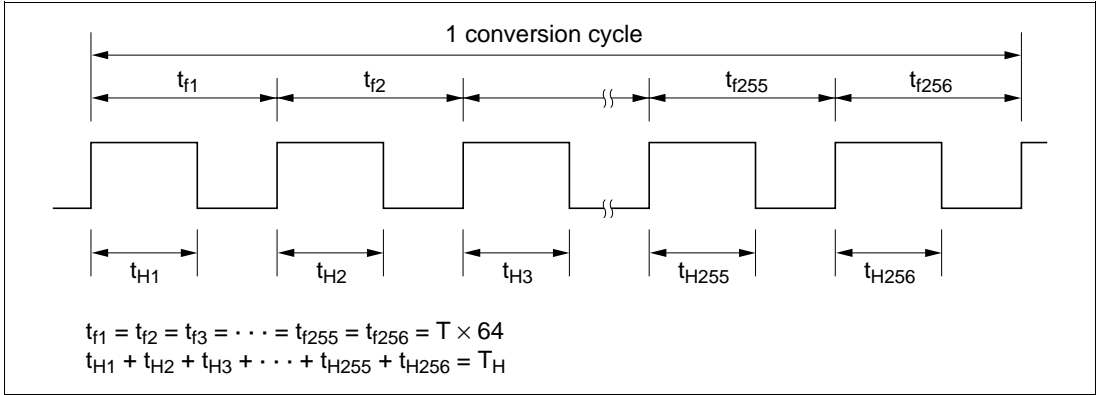 1 conversion cycle
tf1 tf2 tf255 tf256
tH1 tH2 tH3 tH255 tH256
tf1 = tf2 = tf3 = · · · = tf255 = tf256 = T × 64
tH1 + tH2 + tH3 + · · · + tH255 + tH256 = TH